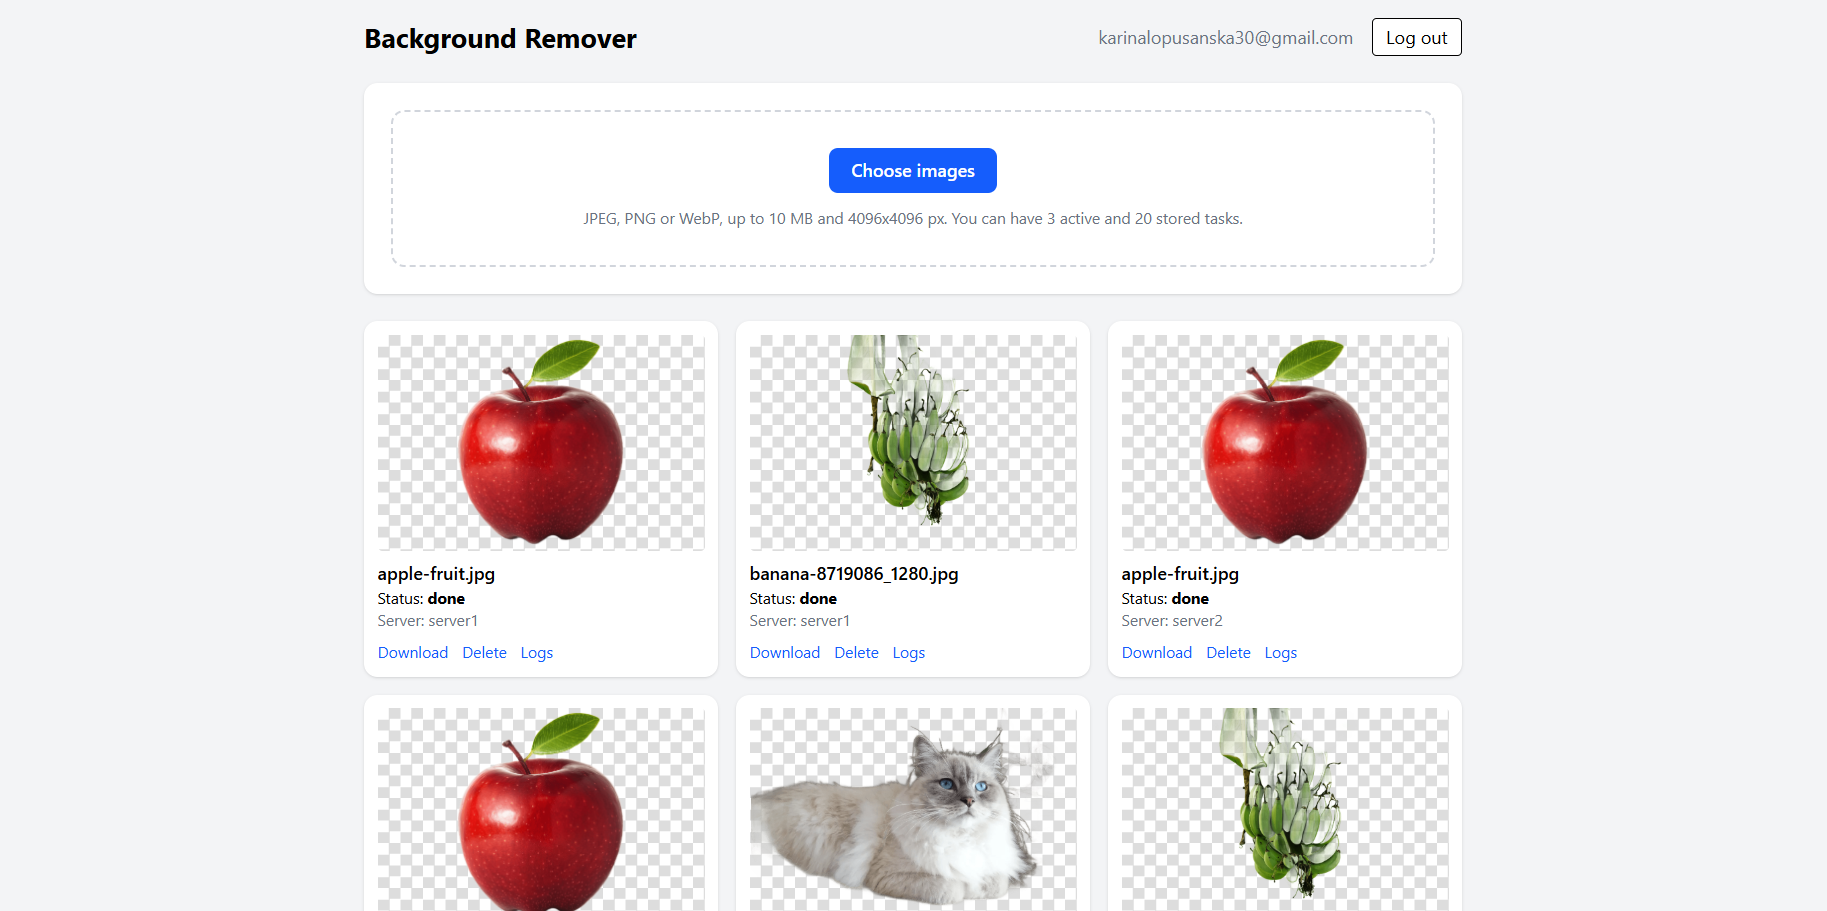 Background Remover
karinalopusanska30@gmail.com
Log out
Choose images
JPEG, PNG or WebP, up to 10 MB and 4096x4096 px. You can have 3 active and 20 stored tasks.
apple-fruit.jpg
Status: done
Server: server1
Download Delete Logs
banana-8719086_1280.jpg
Status: done
Server: server1
Download Delete Logs
apple-fruit.jpg
Status: done
Server: server2
Download Delete Logs